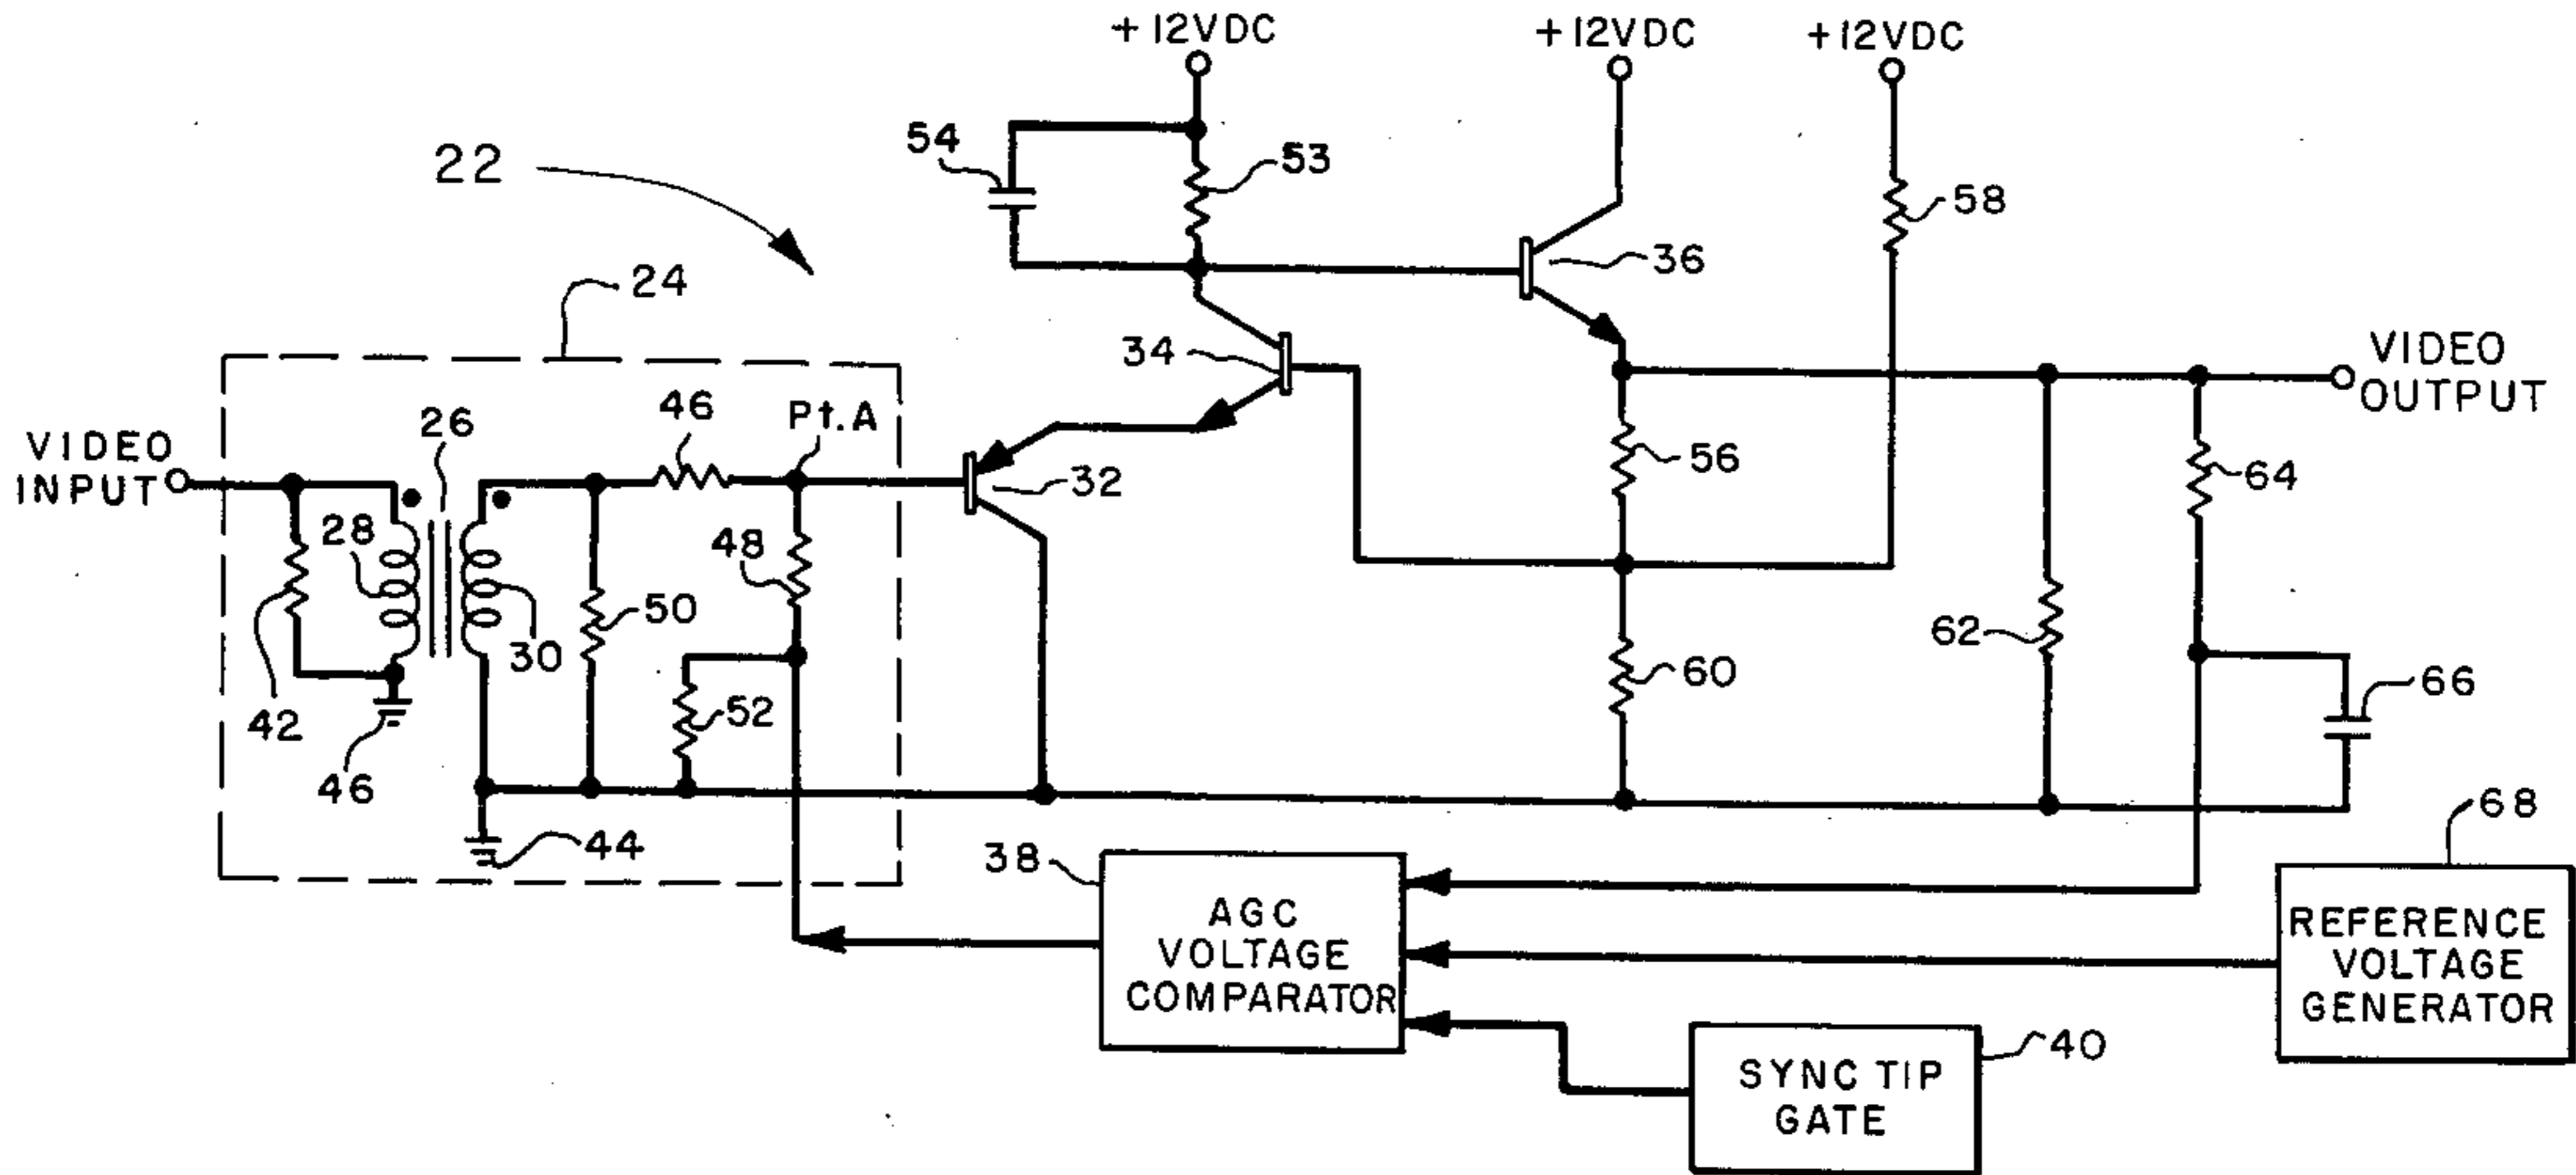 +12VDC
+12VDC
+12VDC
54
53
22
58
36
24
34
VIDEO
OUTPUT
26
46
Pt.A
VIDEO
INPUT
32
56
64
28
48
50
30
62
60
66
42
52
46
44
38
68
AGC
VOLTAGE
COMPARATOR
REFERENCE
VOLTAGE
GENERATOR
40
SYNC TIP
GATE